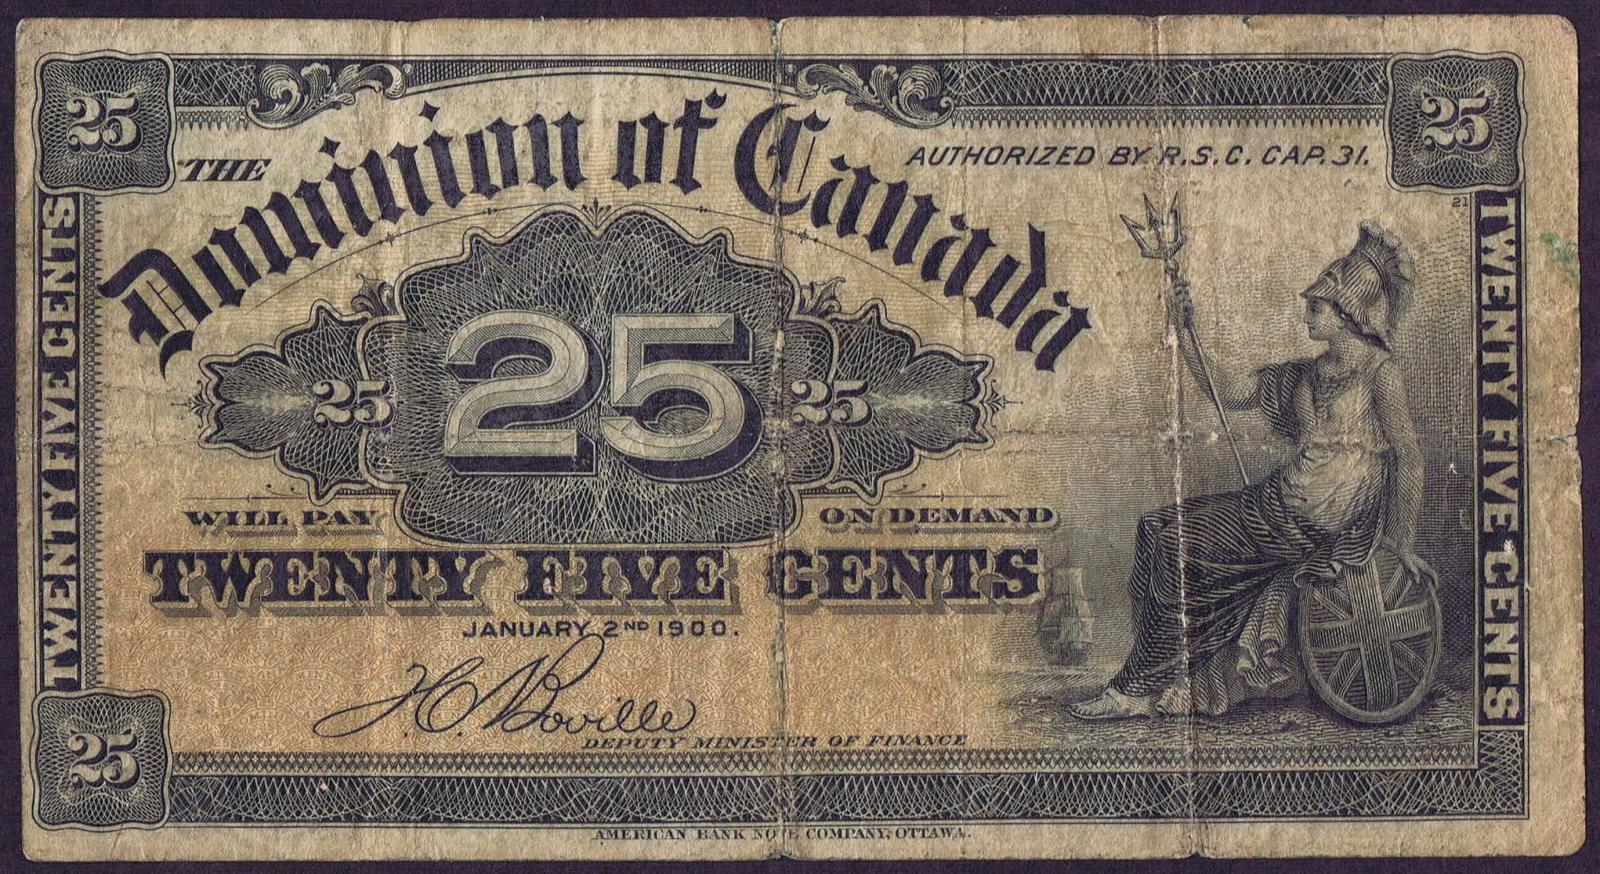 25
25
THE
Dominion of Canada
AUTHORIZED BY R.S.C. CAP. 31.
21
TWENTY FIVE CENTS
TWENTY FIVE CENTS
25
25
25
WILL PAY
ON DEMAND
TWENTY FIVE CENTS
JANUARY 2ND 1900.
H.C. Boville
DEPUTY MINISTER OF FINANCE
25
AMERICAN BANK NOTE COMPANY, OTTAWA.